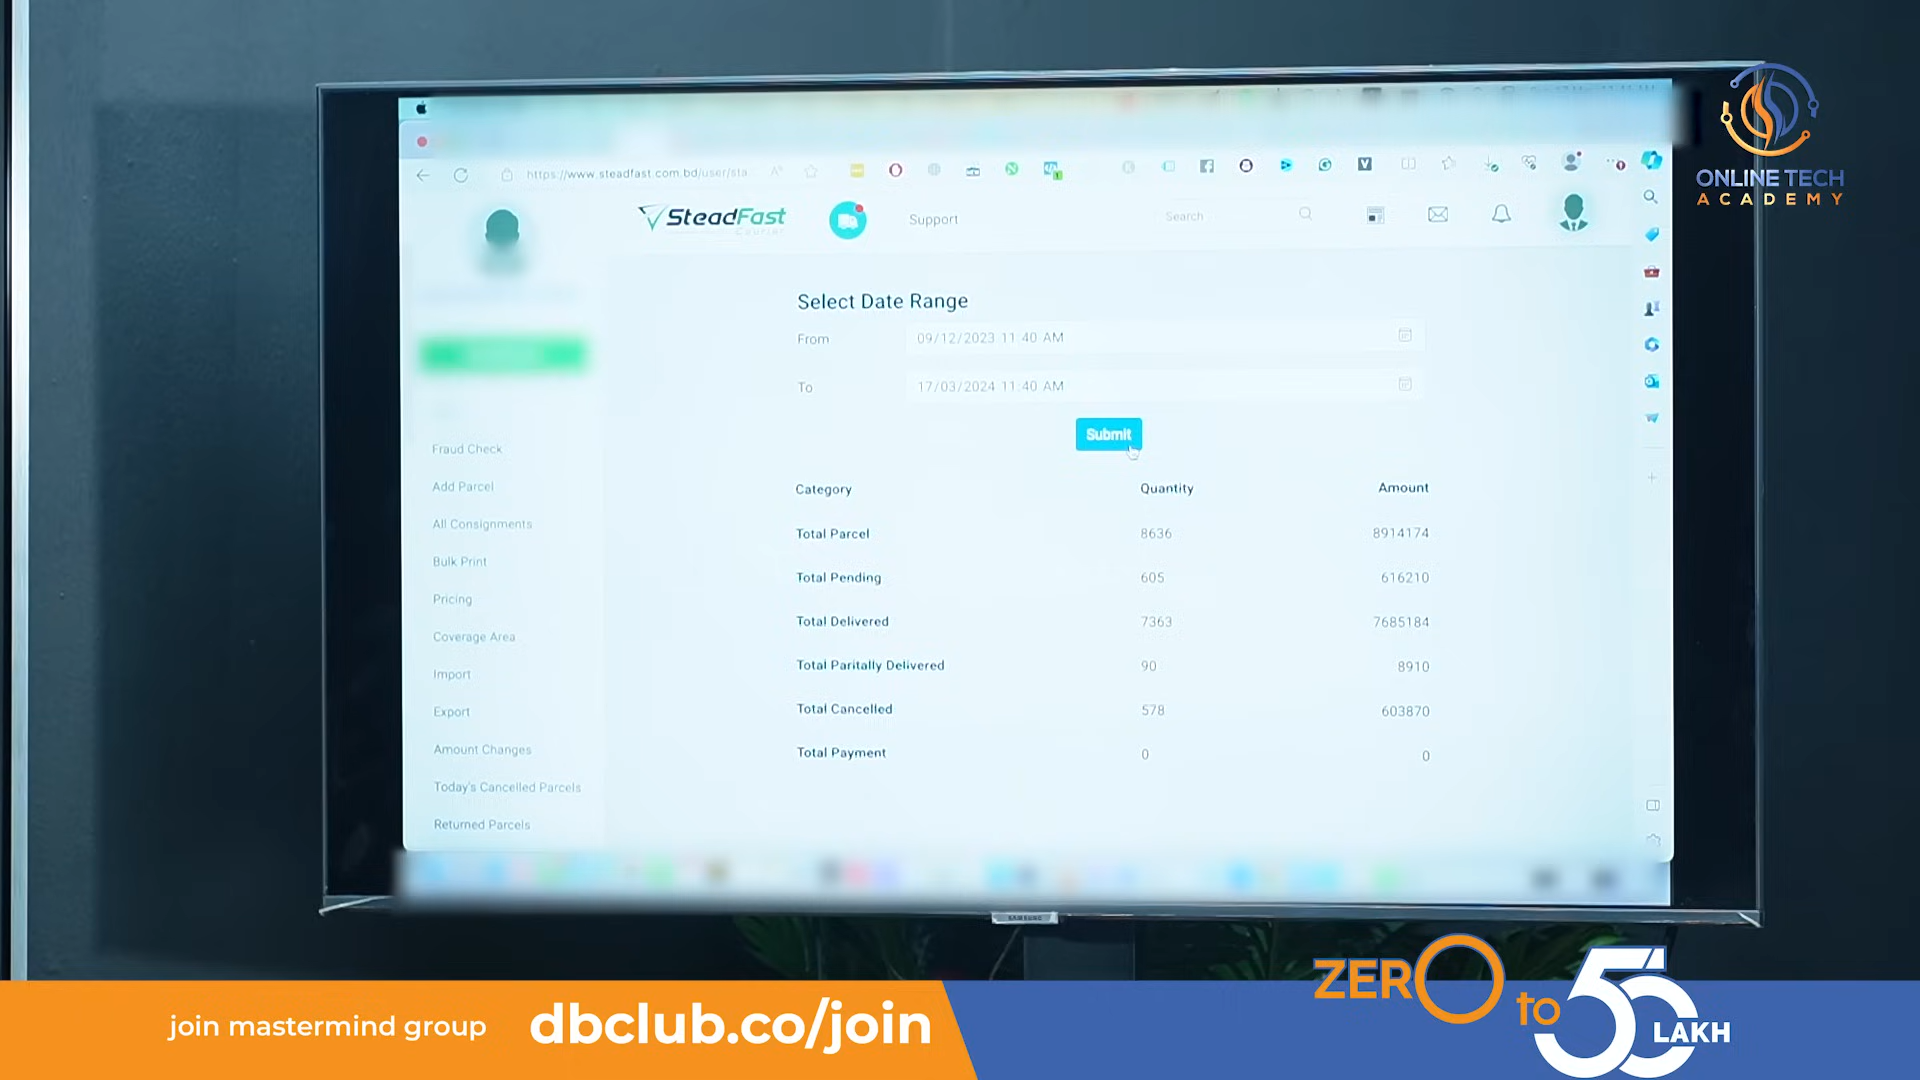 ONLINE TECH
ACADEMY
https://www.steadfast.com.bd/user/sta
SteadFast
Courier
Support
Search
Select Date Range
From 09/12/2023 11:40 AM
To 17/03/2024 11:40 AM
Submit
Category Quantity Amount
Total Parcel 8636 8914174
Total Pending 605 616210
Total Delivered 7363 7685184
Total Paritally Delivered 90 8910
Total Cancelled 578 603870
Total Payment 0 0
Fraud Check
Add Parcel
All Consignments
Bulk Print
Pricing
Coverage Area
Import
Export
Amount Changes
Today's Cancelled Parcels
Returned Parcels
SAMSUNG
join mastermind group dbclub.co/join
ZERO to 50 LAKH